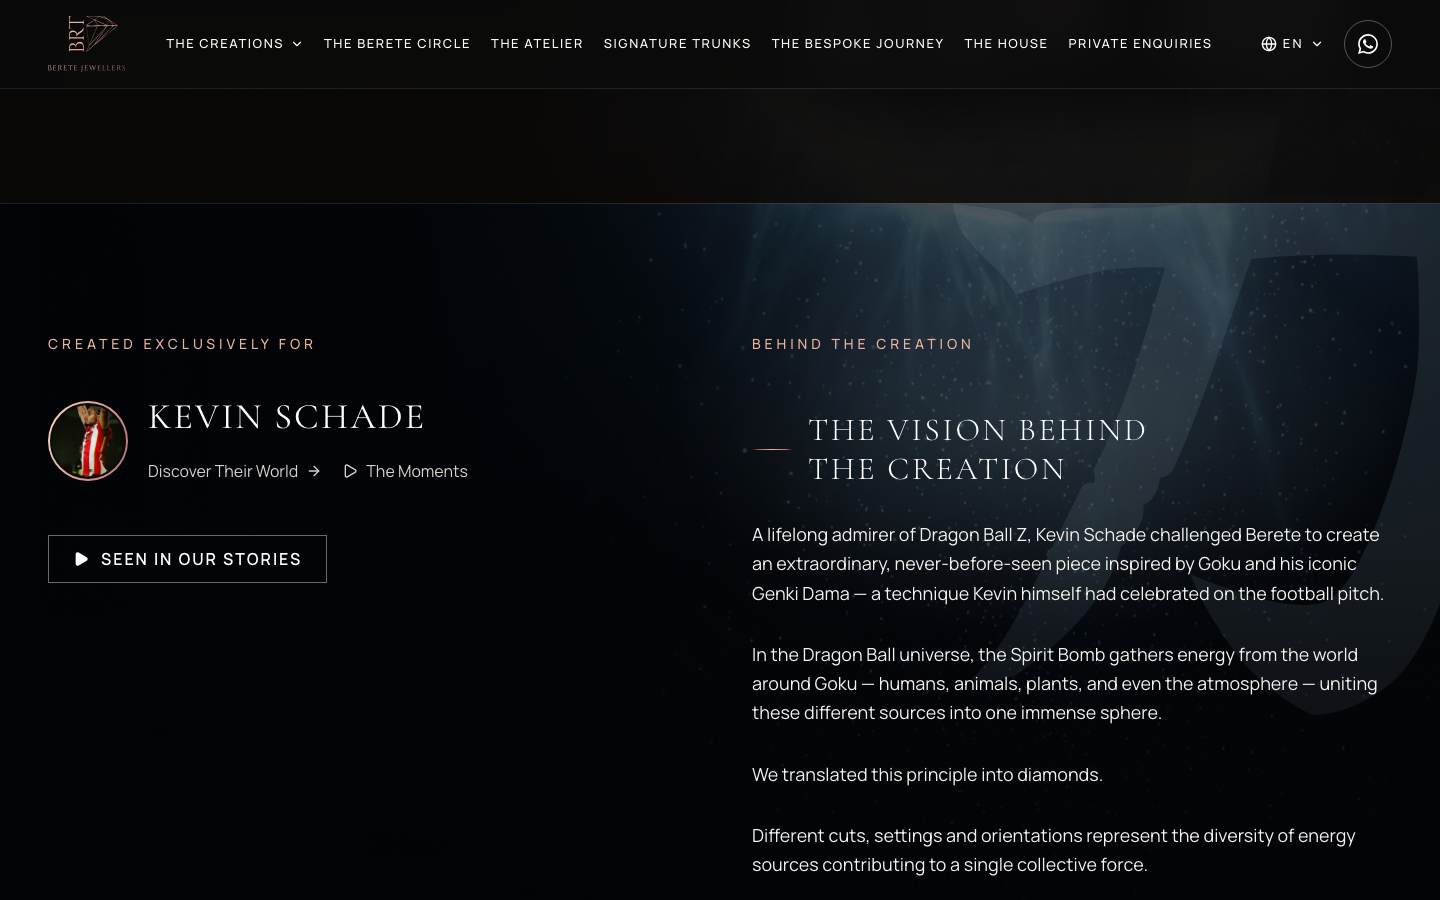 BRT
BERETE JEWELLERS
THE CREATIONS
THE BERETE CIRCLE
THE ATELIER
SIGNATURE TRUNKS
THE BESPOKE JOURNEY
THE HOUSE
PRIVATE ENQUIRIES
EN
CREATED EXCLUSIVELY FOR
KEVIN SCHADE
Discover Their World
The Moments
SEEN IN OUR STORIES
BEHIND THE CREATION
THE VISION BEHIND
THE CREATION
A lifelong admirer of Dragon Ball Z, Kevin Schade challenged Berete to create
an extraordinary, never-before-seen piece inspired by Goku and his iconic
Genki Dama — a technique Kevin himself had celebrated on the football pitch.
In the Dragon Ball universe, the Spirit Bomb gathers energy from the world
around Goku — humans, animals, plants, and even the atmosphere — uniting
these different sources into one immense sphere.
We translated this principle into diamonds.
Different cuts, settings and orientations represent the diversity of energy
sources contributing to a single collective force.